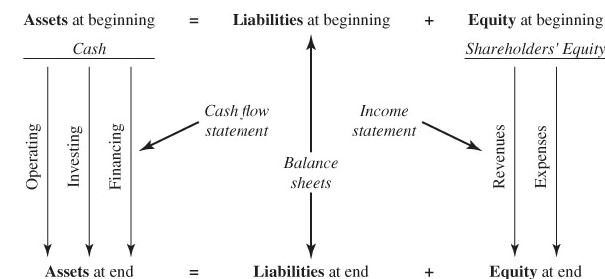 Assets at beginning = Liabilities at beginning + Equity at beginning
Cash
Shareholders' Equity
Operating
Investing
Financing
Cash flow
statement
Balance
sheets
Income
statement
Revenues
Expenses
Assets at end = Liabilities at end + Equity at end